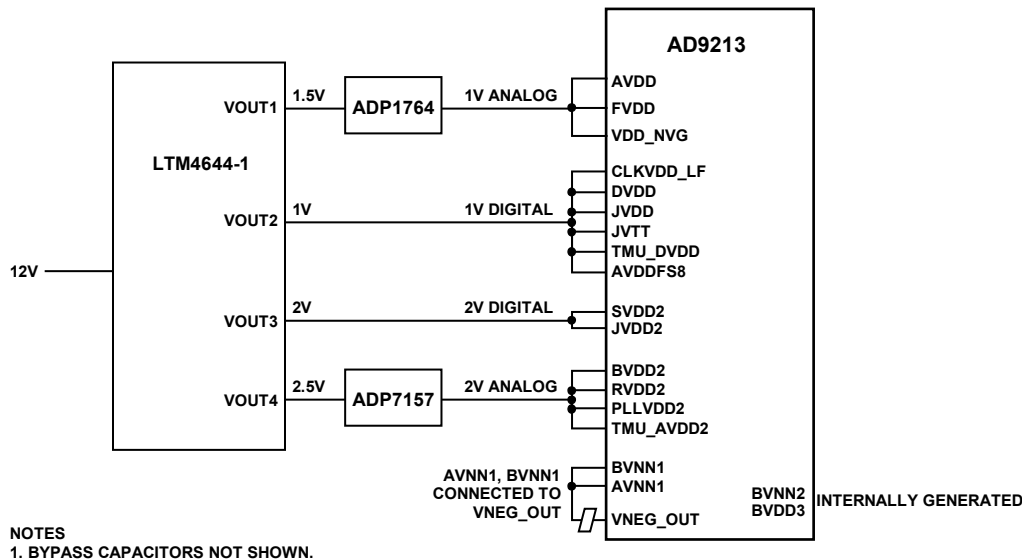 AD9213
LTM4644-1
12V
VOUT1
1.5V
ADP1764
1V ANALOG
AVDD
FVDD
VDD_NVG
VOUT2
1V
1V DIGITAL
CLKVDD_LF
DVDD
JVDD
JVTT
TMU_DVDD
AVDDFS8
VOUT3
2V
2V DIGITAL
SVDD2
JVDD2
VOUT4
2.5V
ADP7157
2V ANALOG
BVDD2
RVDD2
PLLVDD2
TMU_AVDD2
AVNN1, BVNN1
CONNECTED TO
VNEG_OUT
BVNN1
AVNN1
VNEG_OUT
BVNN2
BVDD3
INTERNALLY GENERATED
NOTES
1. BYPASS CAPACITORS NOT SHOWN.